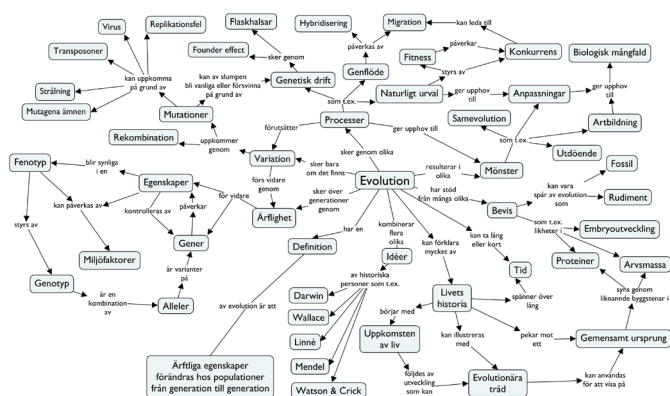 Virus
Replikationsfel
Transposoner
Strålning
Mutagena ämnen
kan uppkomma
på grund av
Mutationer
Flaskhalsar
Founder effect
sker genom
Genetisk drift
kan av slumpen
bli vanliga eller försvinna
på grund av
Hybridisering
Migration
påverkas av
Genflöde
kan leda till
påverkar
Fitness
Konkurrens
styrs av
som t.ex.
Naturligt urval
ger upphov
till
Anpassningar
ger upphov
till
Biologisk mångfald
Artbildning
Samevolution
som t.ex.
Utdöende
Processer
ger upphov till
Mönster
Rekombination
uppkommer
genom
förutsätter
Variation
sker genom olika
sker bara
om det finns
resulterar i
olika
Evolution
förs vidare
genom
sker över
generationer
genom
Ärflighet
för vidare
Fenotyp
blir synliga
i en
Egenskaper
kan påverkas av
kontrolleras av
påverkar
Gener
styrs av
Miljöfaktorer
Genotyp
är en
kombination
av
Alleler
är varianter
på
har stöd
från många olika
Bevis
kan vara
spår av evolution
som
Fossil
Rudiment
som t.ex.
likheter i
Embryoutveckling
Proteiner
Arvsmassa
syns genom
liknannde byggstenar i
har en
Definition
av evolution är att
Ärftliga egenskaper
förändras hos populationer
från generation till generation
kombinerar
flera
olika
Idéer
av historiska
personer som t.ex.
Darwin
Wallace
Linné
Mendel
Watson & Crick
kan förklara
mycket av
kan ta lång
eller kort
Tid
spänner över
lång
Livets
historia
börjar med
Uppkomsten
av liv
följdes av
utveckling
som kan
kan illustreras
med
pekar mot
ett
Gemensamt ursprung
Evolutionära
träd
kan användas
för att visa på